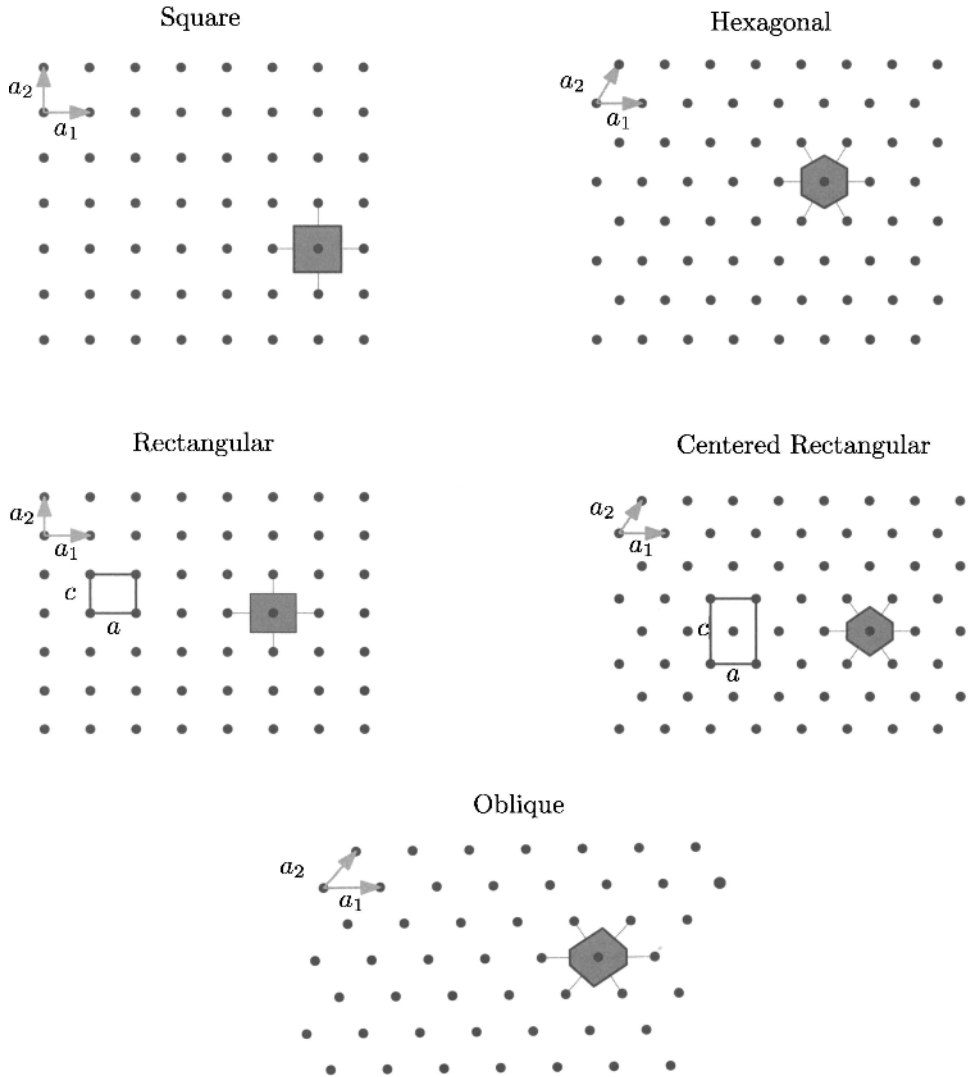 Square
a₂
a₁
Hexagonal
a₂
a₁
Rectangular
a₂
a₁
c
a
Centered Rectangular
a₂
a₁
c
a
Oblique
a₂
a₁